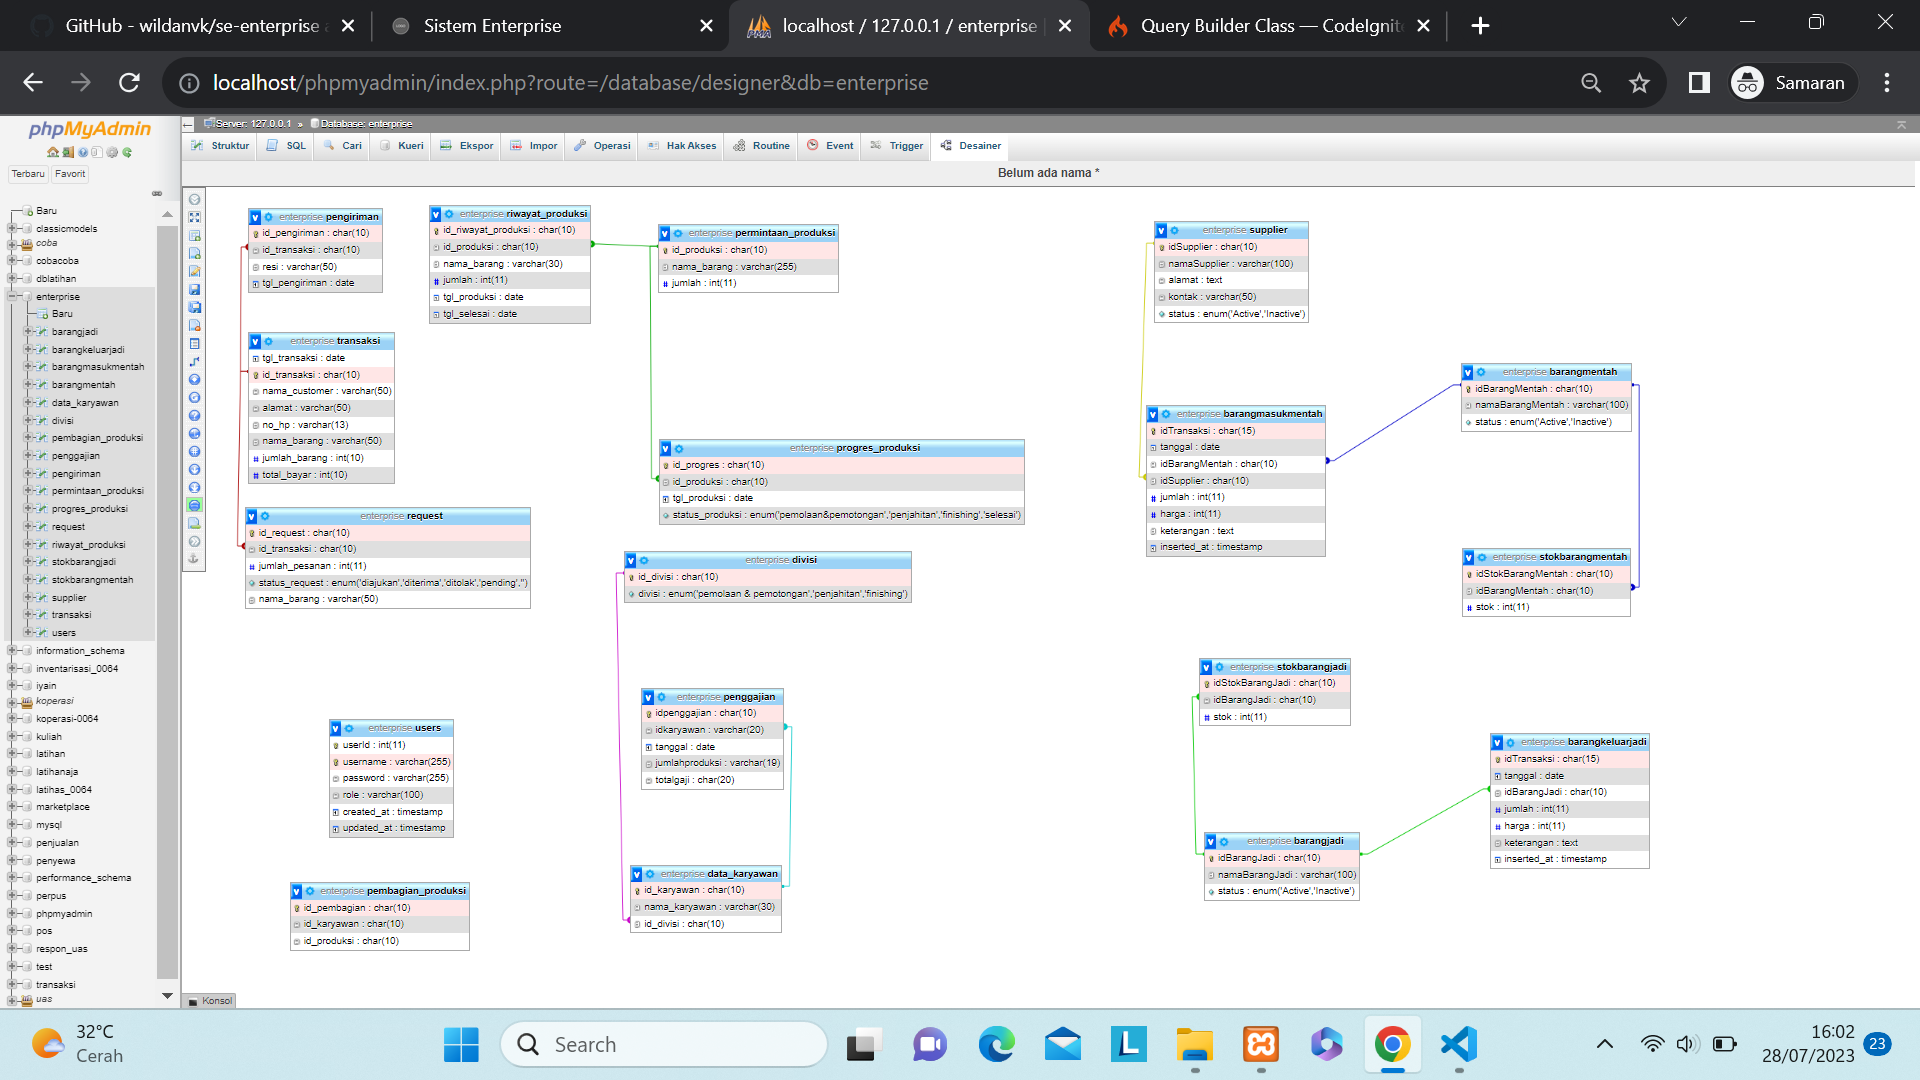 GitHub - wildanvk/se-enterprise a
Sistem Enterprise
localhost / 127.0.0.1 / enterprise |
Query Builder Class — CodeIgnite
localhost/phpmyadmin/index.php?route=/database/designer&db=enterprise
Samaran
phpMyAdmin
Terbaru
Favorit
Baru
classicmodels
coba
cobacoba
dblatihan
enterprise
Baru
barangjadi
barangkeluarjadi
barangmasukmentah
barangmentah
data_karyawan
divisi
pembagian_produksi
penggajian
pengiriman
permintaan_produksi
progres_produksi
request
riwayat_produksi
stokbarangjadi
stokbarangmentah
supplier
transaksi
users
information_schema
inventarisasi_0064
iyain
koperasi
koperasi-0064
kuliah
latihan
latihanaja
latihas_0064
marketplace
mysql
penjualan
penyewa
performance_schema
perpus
phpmyadmin
pos
respon_uas
test
transaksi
uas
Server: 127.0.0.1 » Database: enterprise
Struktur
SQL
Cari
Kueri
Ekspor
Impor
Operasi
Hak Akses
Routine
Event
Trigger
Desainer
Belum ada nama *
enterprise pengiriman
id_pengiriman : char(10)
id_transaksi : char(10)
resi : varchar(50)
tgl_pengiriman : date
enterprise riwayat_produksi
id_riwayat_produksi : char(10)
id_produksi : char(10)
nama_barang : varchar(30)
jumlah : int(11)
tgl_produksi : date
tgl_selesai : date
enterprise permintaan_produksi
id_produksi : char(10)
nama_barang : varchar(255)
jumlah : int(11)
enterprise supplier
idSupplier : char(10)
namaSupplier : varchar(100)
alamat : text
kontak : varchar(50)
status : enum('Active','Inactive')
enterprise transaksi
tgl_transaksi : date
id_transaksi : char(10)
nama_customer : varchar(50)
alamat : varchar(50)
no_hp : varchar(13)
nama_barang : varchar(50)
jumlah_barang : int(10)
total_bayar : int(10)
enterprise barangmentah
idBarangMentah : char(10)
namaBarangMentah : varchar(100)
status : enum('Active','Inactive')
enterprise barangmasukmentah
idTransaksi : char(15)
tanggal : date
idBarangMentah : char(10)
idSupplier : char(10)
jumlah : int(11)
harga : int(11)
keterangan : text
inserted_at : timestamp
enterprise progres_produksi
id_progres : char(10)
id_produksi : char(10)
tgl_produksi : date
status_produksi : enum('pemolaan&pemotongan','penjahitan','finishing','selesai')
enterprise request
id_request : char(10)
id_transaksi : char(10)
jumlah_pesanan : int(11)
status_request : enum('diajukan','diterima','ditolak','pending','')
nama_barang : varchar(50)
enterprise divisi
id_divisi : char(10)
divisi : enum('pemolaan & pemotongan','penjahitan','finishing')
enterprise stokbarangmentah
idStokBarangMentah : char(10)
idBarangMentah : char(10)
stok : int(11)
enterprise stokbarangjadi
idStokBarangJadi : char(10)
idBarangJadi : char(10)
stok : int(11)
enterprise penggajian
idpenggajian : char(10)
idkaryawan : varchar(20)
tanggal : date
jumlahproduksi : varchar(19)
totalgaji : char(20)
enterprise users
userId : int(11)
username : varchar(255)
password : varchar(255)
role : varchar(100)
created_at : timestamp
updated_at : timestamp
enterprise barangkeluarjadi
idTransaksi : char(15)
tanggal : date
idBarangJadi : char(10)
jumlah : int(11)
harga : int(11)
keterangan : text
inserted_at : timestamp
enterprise barangjadi
idBarangJadi : char(10)
namaBarangJadi : varchar(100)
status : enum('Active','Inactive')
enterprise data_karyawan
id_karyawan : char(10)
nama_karyawan : varchar(30)
id_divisi : char(10)
enterprise pembagian_produksi
id_pembagian : char(10)
id_karyawan : char(10)
id_produksi : char(10)
Konsol
32°C
Cerah
Search
16:02
28/07/2023
23